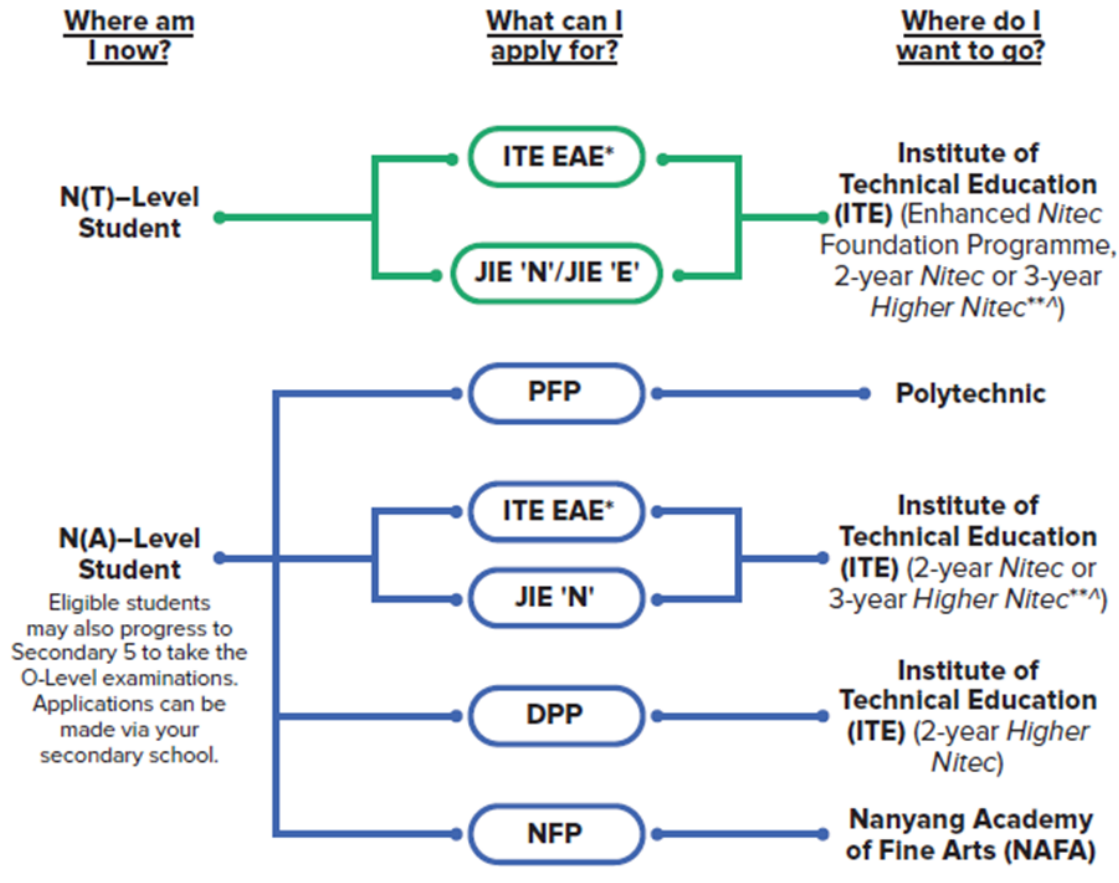 Where am
I now?
What can I
apply for?
Where do I
want to go?
N(T)–Level
Student
ITE EAE*
JIE 'N'/JIE 'E'
Institute of
Technical Education
(ITE) (Enhanced Nitec
Foundation Programme,
2-year Nitec or 3-year
Higher Nitec**^)
N(A)–Level
Student
Eligible students
may also progress to
Secondary 5 to take the
O-Level examinations.
Applications can be
made via your
secondary school.
PFP
Polytechnic
ITE EAE*
JIE 'N'
Institute of
Technical Education
(ITE) (2-year Nitec or
3-year Higher Nitec**^)
DPP
Institute of
Technical Education
(ITE) (2-year Higher
Nitec)
NFP
Nanyang Academy
of Fine Arts (NAFA)